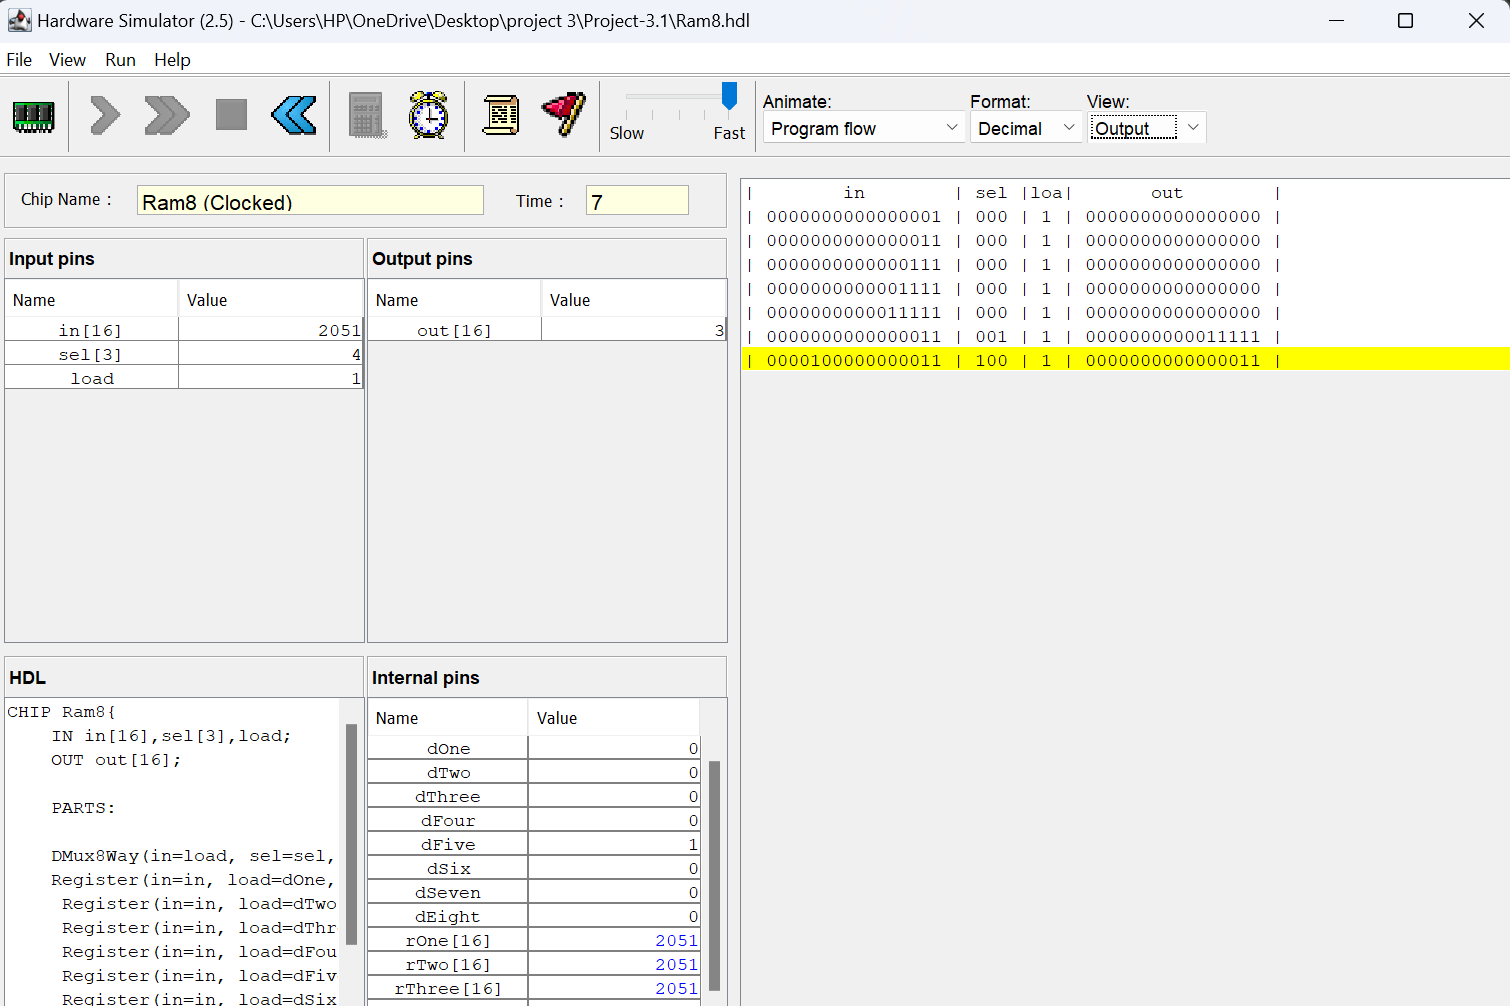 Hardware Simulator (2.5) - C:\Users\HP\OneDrive\Desktop\project 3\Project-3.1\Ram8.hdl
File View Run Help
Slow Fast
Animate: Format: View:
Program flow Decimal Output
Chip Name : Ram8 (Clocked) Time : 7
Input pins
Name Value
in[16] 2051
sel[3] 4
load 1
Output pins
Name Value
out[16] 3
HDL
CHIP Ram8{
IN in[16],sel[3],load;
OUT out[16];
PARTS:
DMux8Way(in=load, sel=sel,
Register(in=in, load=dOne,
Register(in=in, load=dTwo
Register(in=in, load=dThr
Register(in=in, load=dFou
Register(in=in, load=dFiv
Register(in=in, load=dSix
Internal pins
Name Value
dOne 0
dTwo 0
dThree 0
dFour 0
dFive 1
dSix 0
dSeven 0
dEight 0
rOne[16] 2051
rTwo[16] 2051
rThree[16] 2051
| in | sel |loa| out |
| 0000000000000001 | 000 | 1 | 0000000000000000 |
| 0000000000000011 | 000 | 1 | 0000000000000000 |
| 0000000000000111 | 000 | 1 | 0000000000000000 |
| 0000000000001111 | 000 | 1 | 0000000000000000 |
| 0000000000011111 | 000 | 1 | 0000000000000000 |
| 0000000000000011 | 001 | 1 | 0000000000011111 |
| 0000100000000011 | 100 | 1 | 0000000000000011 |